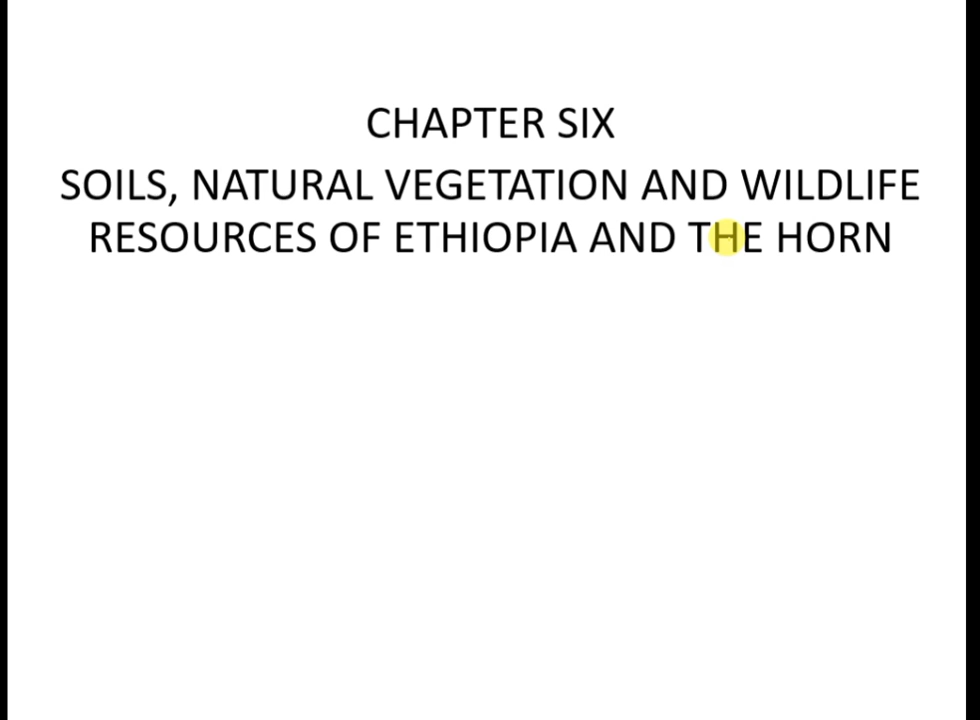 CHAPTER SIX
SOILS, NATURAL VEGETATION AND WILDLIFE
RESOURCES OF ETHIOPIA AND THE HORN